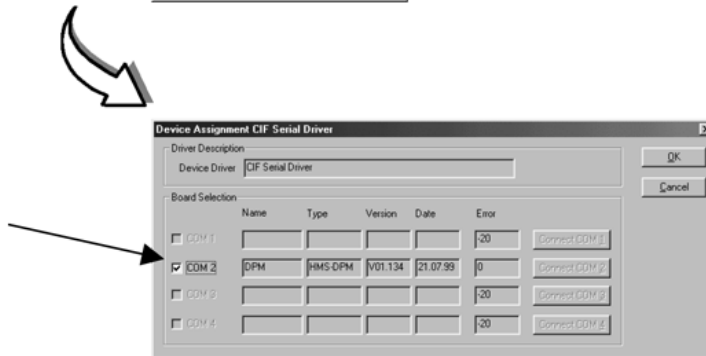 Device Assignment CIF Serial Driver
Driver Description
Device Driver CIF Serial Driver
OK
Cancel
Board Selection
Name Type Version Date Error
COM 1 -20 Connect COM 1
COM 2 DPM HMS-DPM V01.134 21.07.99 0 Connect COM 2
COM 3 -20 Connect COM 3
COM 4 -20 Connect COM 4